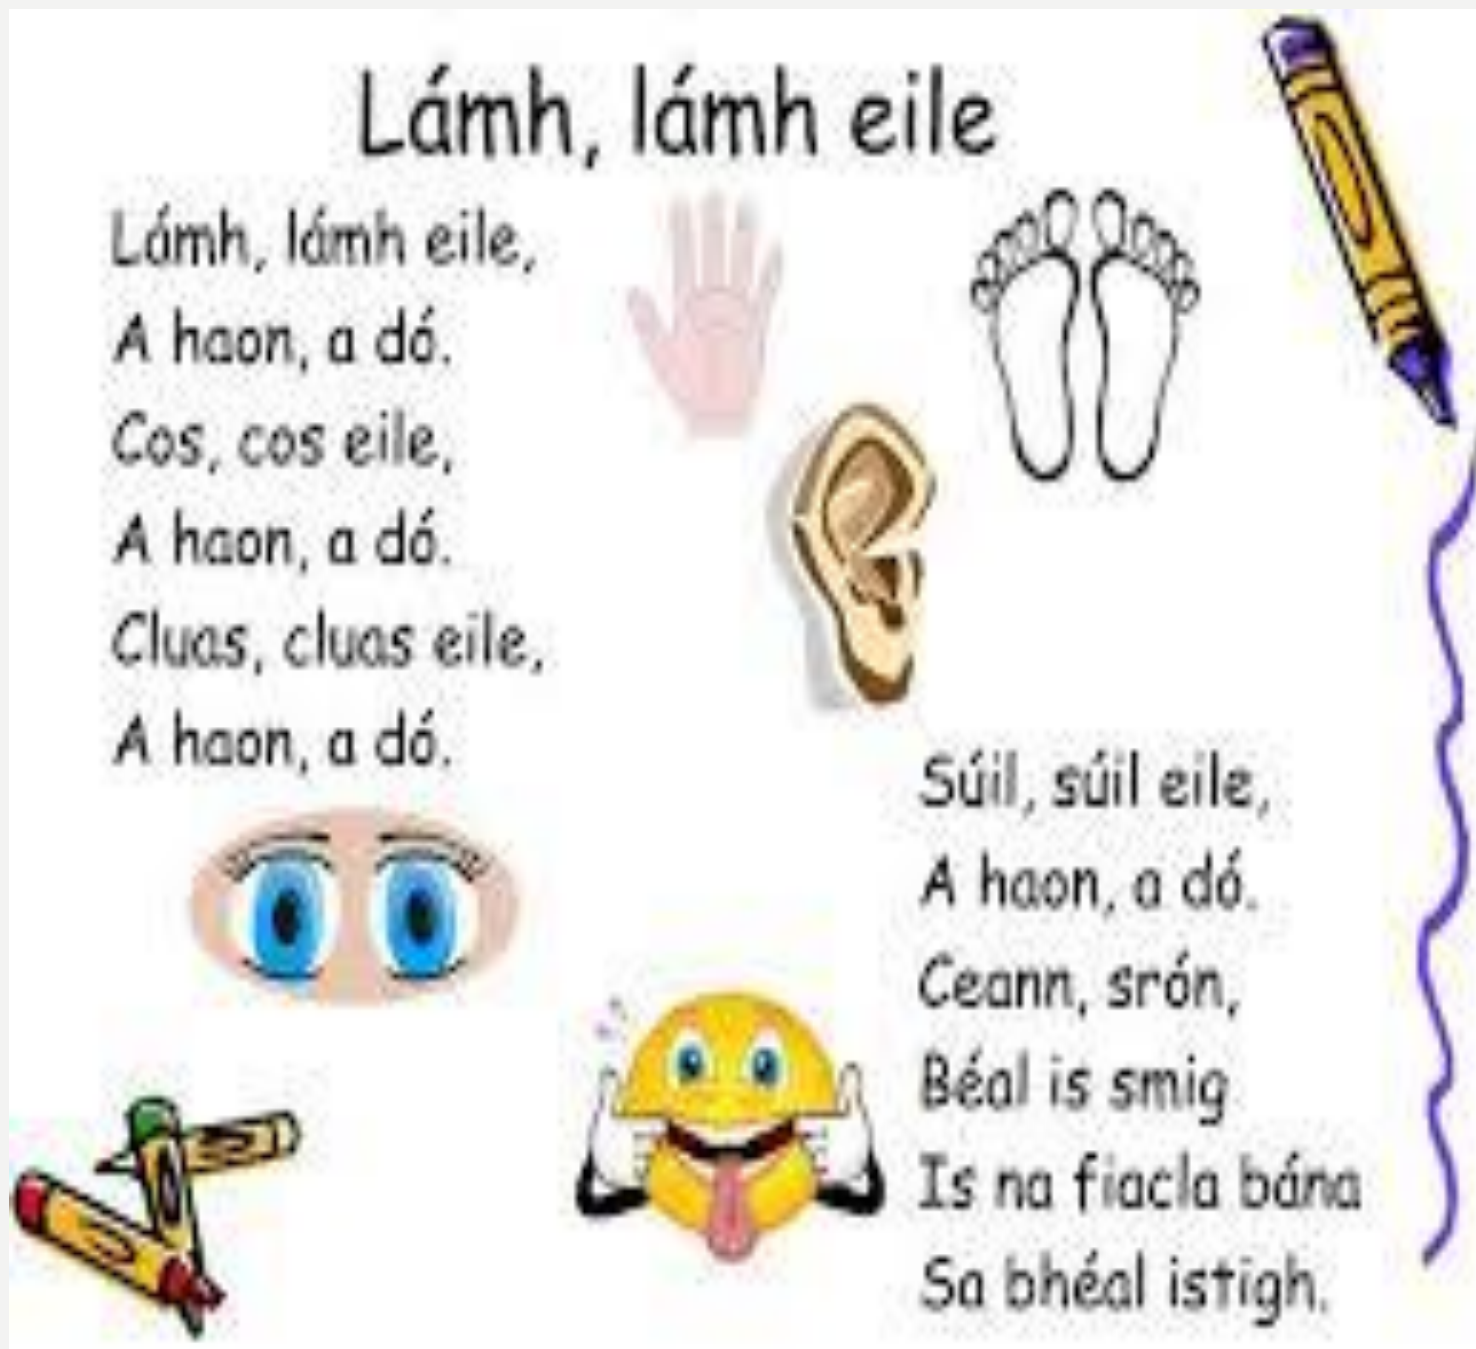 Lámh, lámh eile
Lámh, lámh eile,
A haon, a dó.
Cos, cos eile,
A haon, a dó.
Cluas, cluas eile,
A haon, a dó.
Súil, súil eile,
A haon, a dó.
Ceann, srón,
Béal is smig
Is na fiacla bána
Sa bhéal istigh.